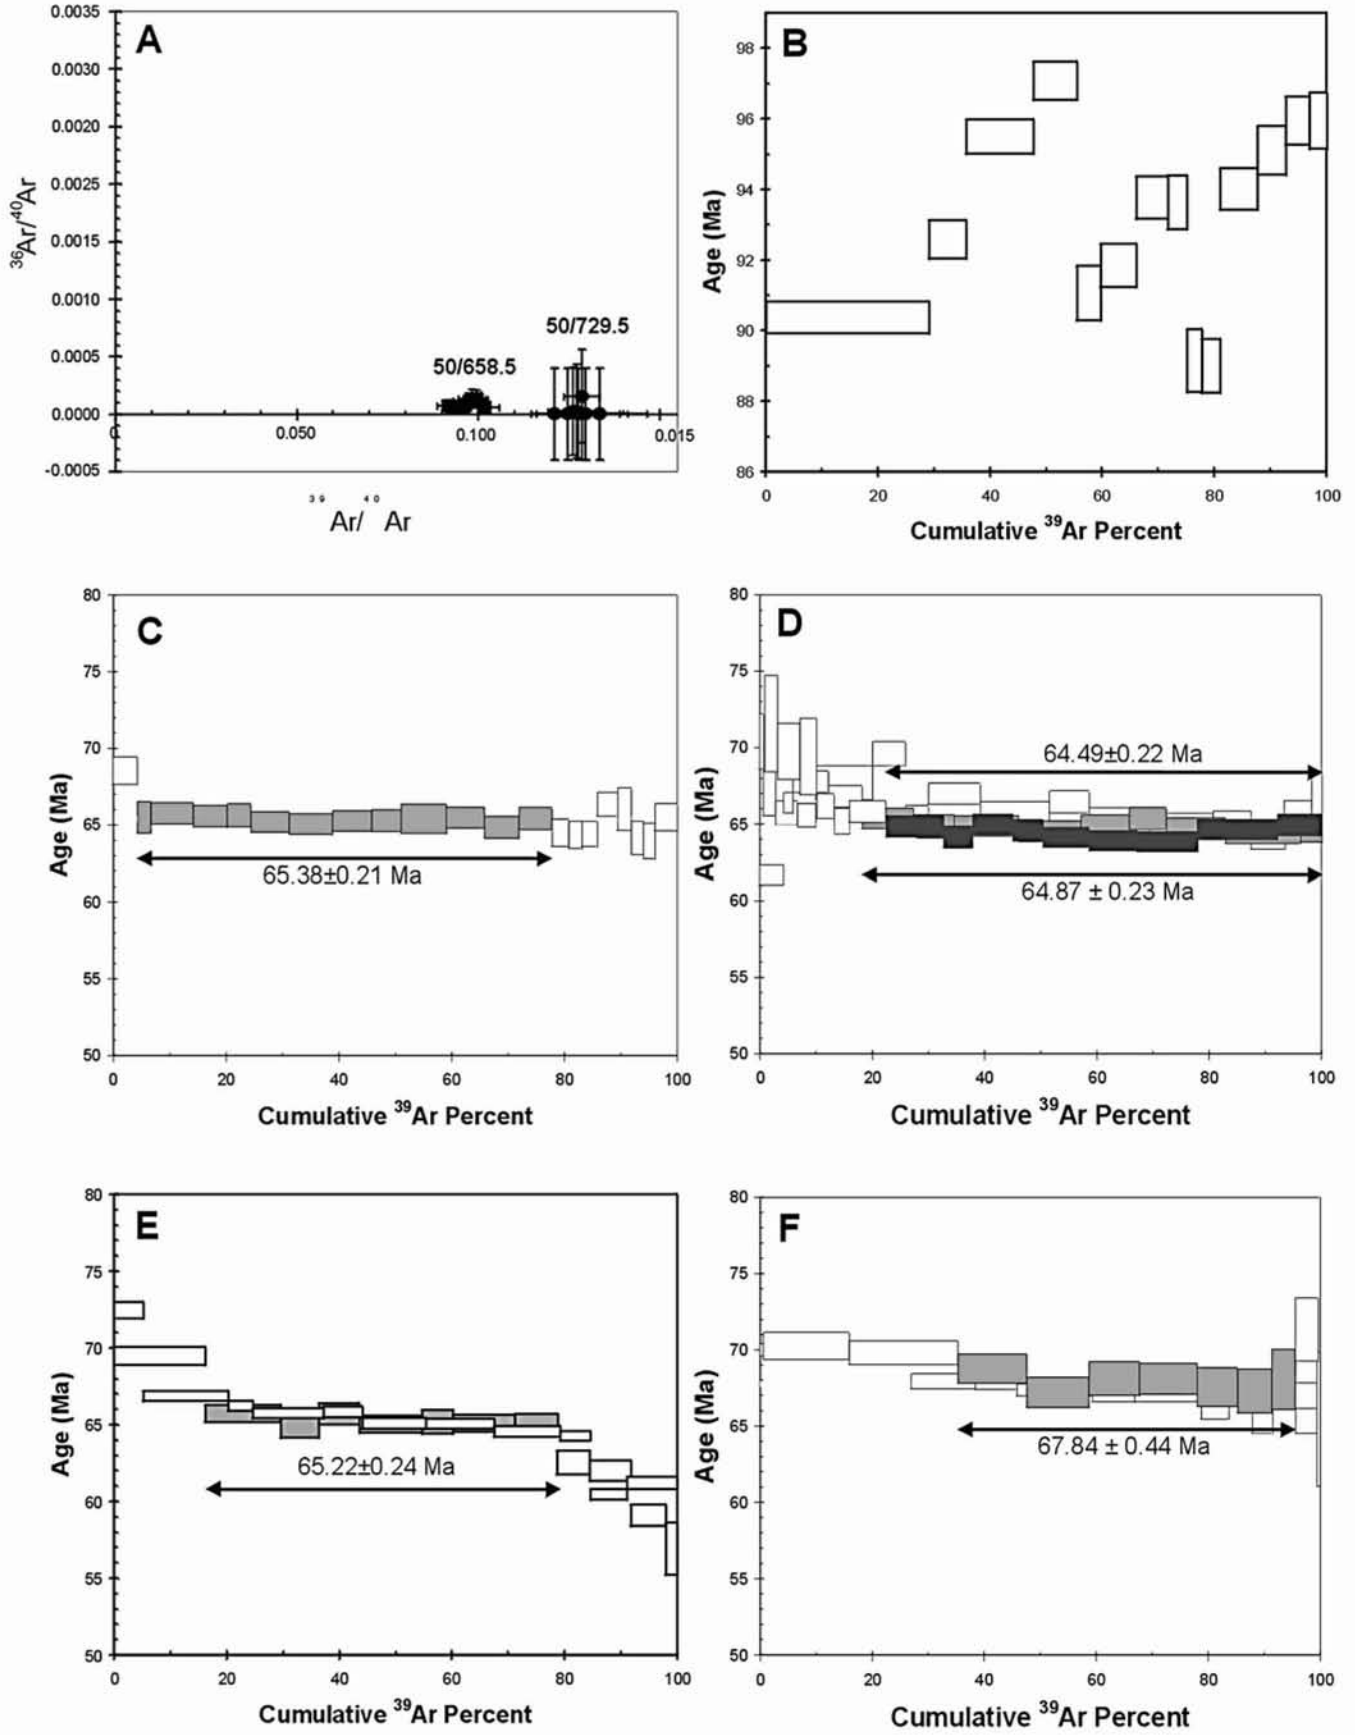 A
0.0035
0.0030
0.0020
0.0025
0.0015
0.0010
0.0005
0.0000
-0.0005
36Ar/40Ar
50/658.5
50/729.5
0
0.050
0.100
0.015
39Ar/40Ar
B
98
96
94
92
90
88
86
Age (Ma)
0 20 40 60 80 100
Cumulative 39Ar Percent
C
80
75
70
65
60
55
50
Age (Ma)
65.38±0.21 Ma
0 20 40 60 80 100
Cumulative 39Ar Percent
D
80
75
70
65
60
55
50
Age (Ma)
64.49±0.22 Ma
64.87 ± 0.23 Ma
0 20 40 60 80 100
Cumulative 39Ar Percent
E
80
75
70
65
60
55
50
Age (Ma)
65.22±0.24 Ma
0 20 40 60 80 100
Cumulative 39Ar Percent
F
80
75
70
65
60
55
50
Age (Ma)
67.84 ± 0.44 Ma
0 20 40 60 80 100
Cumulative 39Ar Percent